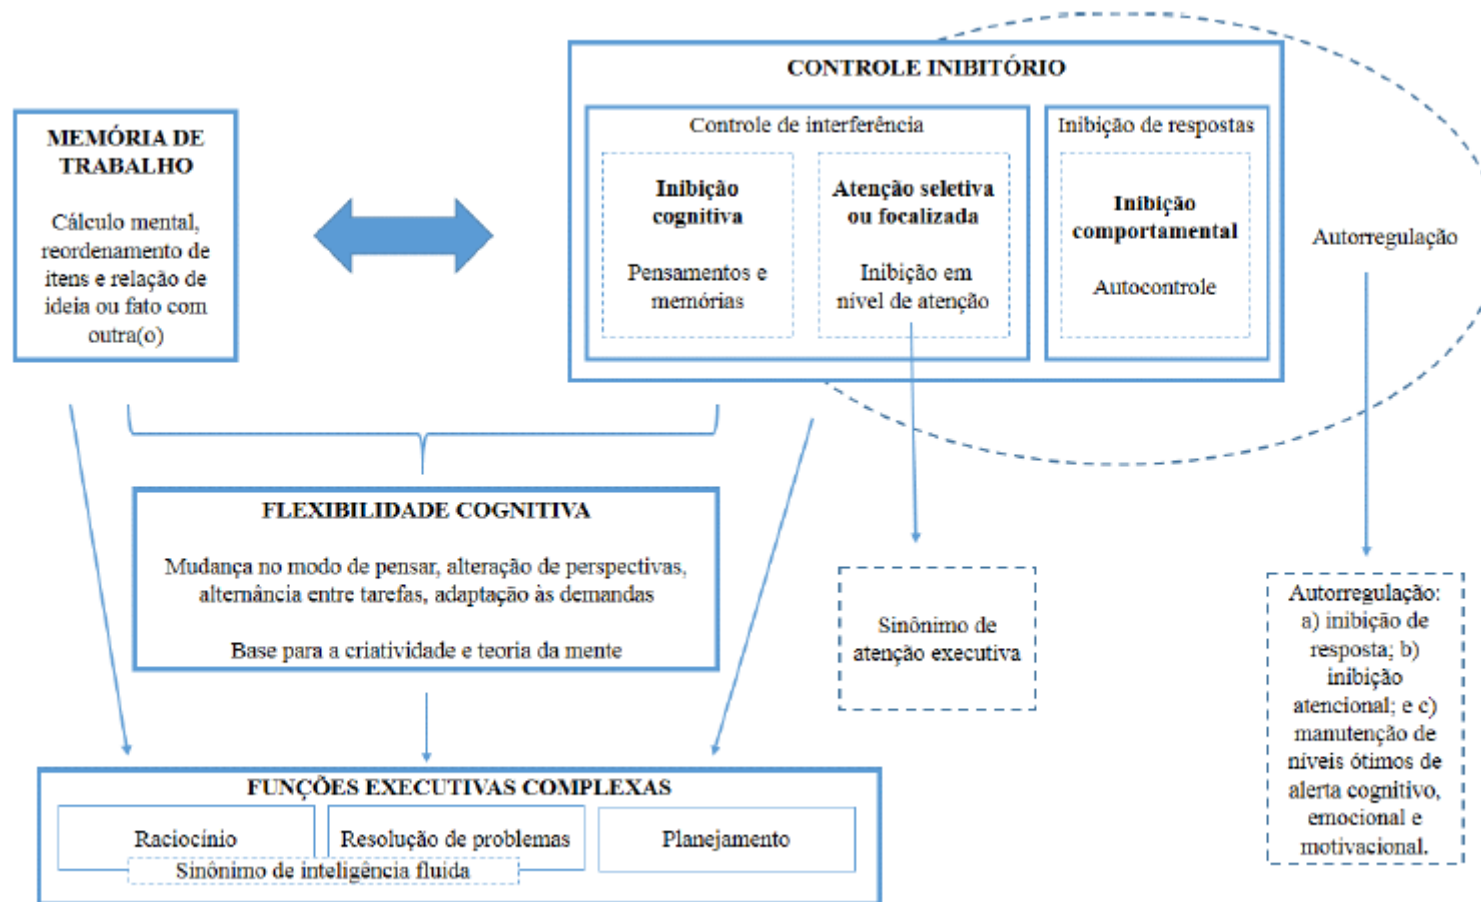 CONTROLE INIBITÓRIO
MEMÓRIA DE
TRABALHO
Cálculo mental,
reordenamento de
itens e relação de
ideia ou fato com
outra(o)
Controle de interferência
Inibição
cognitiva
Pensamentos e
memórias
Atenção seletiva
ou focalizada
Inibição em
nível de atenção
Inibição de respostas
Inibição
comportamental
Autocontrole
Autorregulação
FLEXIBILIDADE COGNITIVA
Mudança no modo de pensar, alteração de perspectivas,
alternância entre tarefas, adaptação às demandas
Base para a criatividade e teoria da mente
Sinônimo de
atenção executiva
Autorregulação:
a) inibição de
resposta; b)
inibição
atencional; e c)
manutenção de
níveis ótimos de
alerta cognitivo,
emocional e
motivacional.
FUNÇÕES EXECUTIVAS COMPLEXAS
Raciocínio
Resolução de problemas
Planejamento
Sinônimo de inteligência fluida